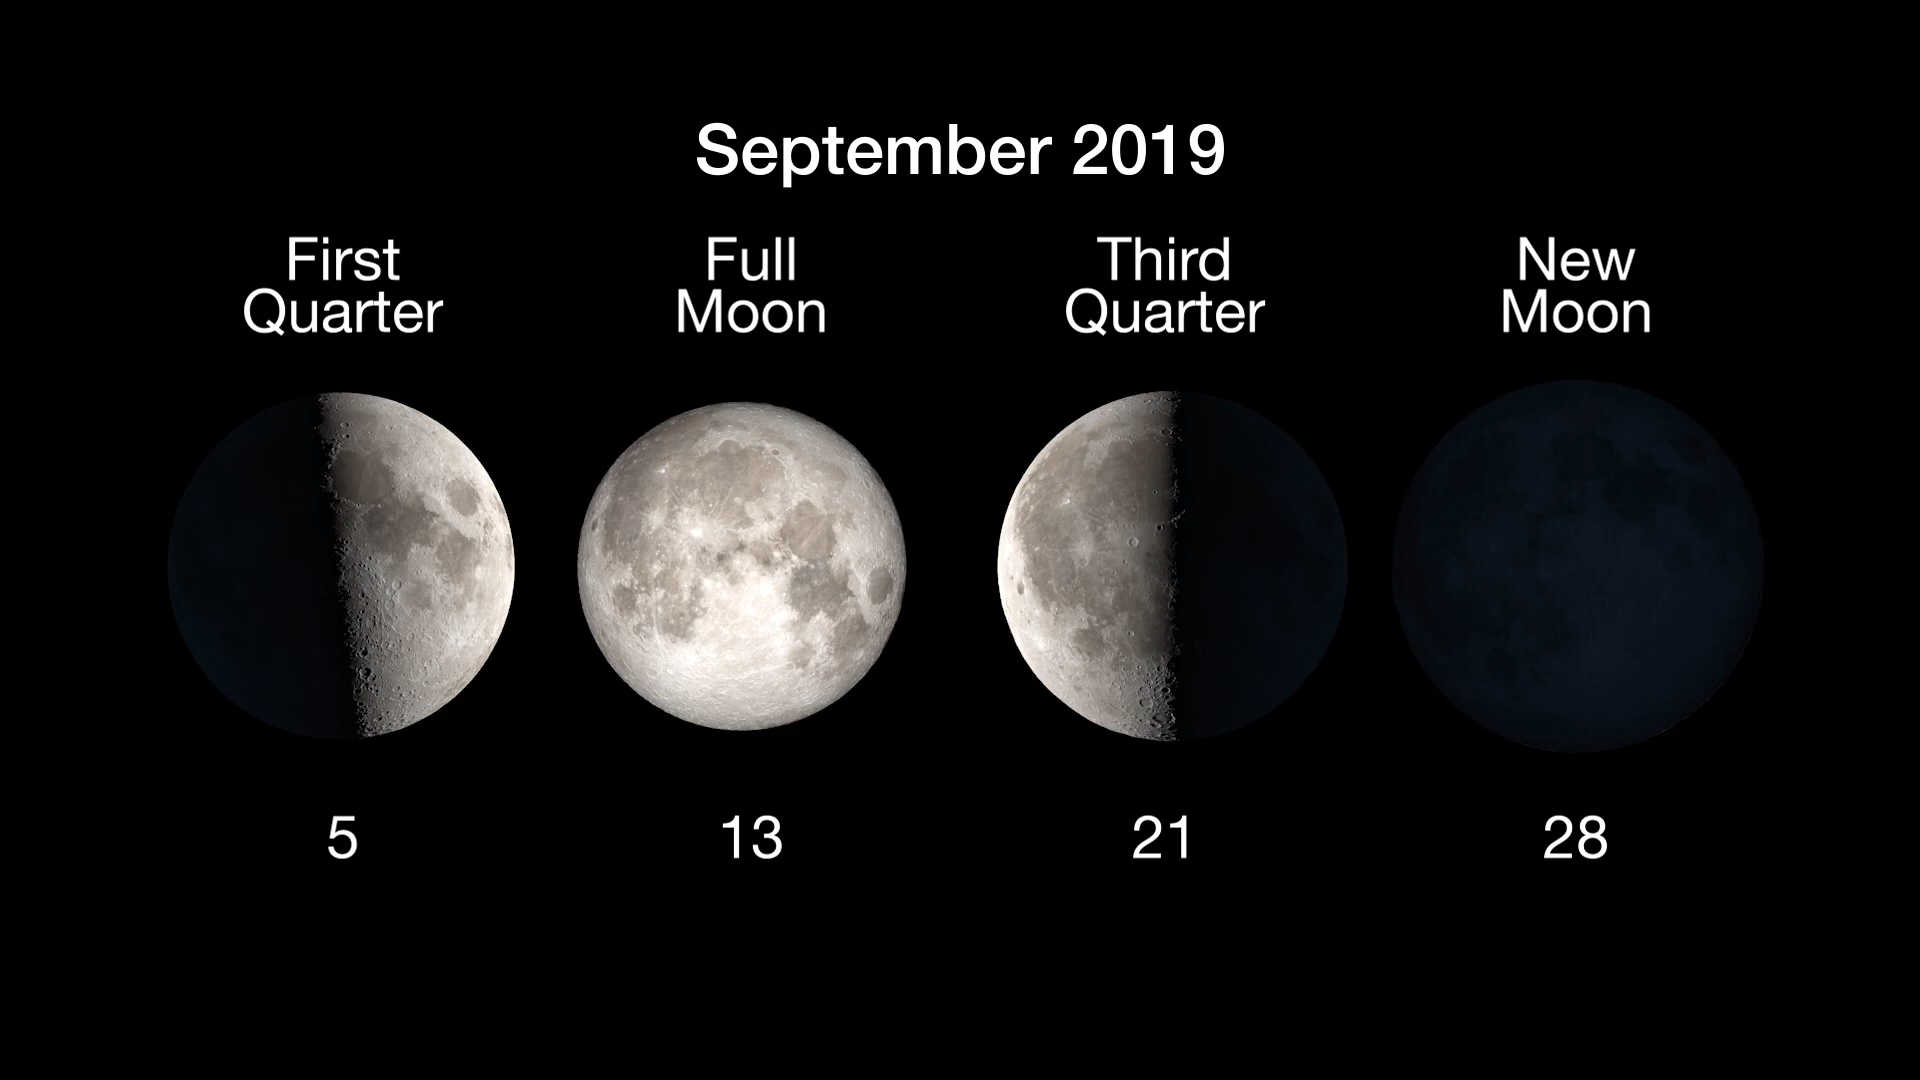 September 2019
First
Quarter
Full
Moon
Third
Quarter
New
Moon
5
13
21
28